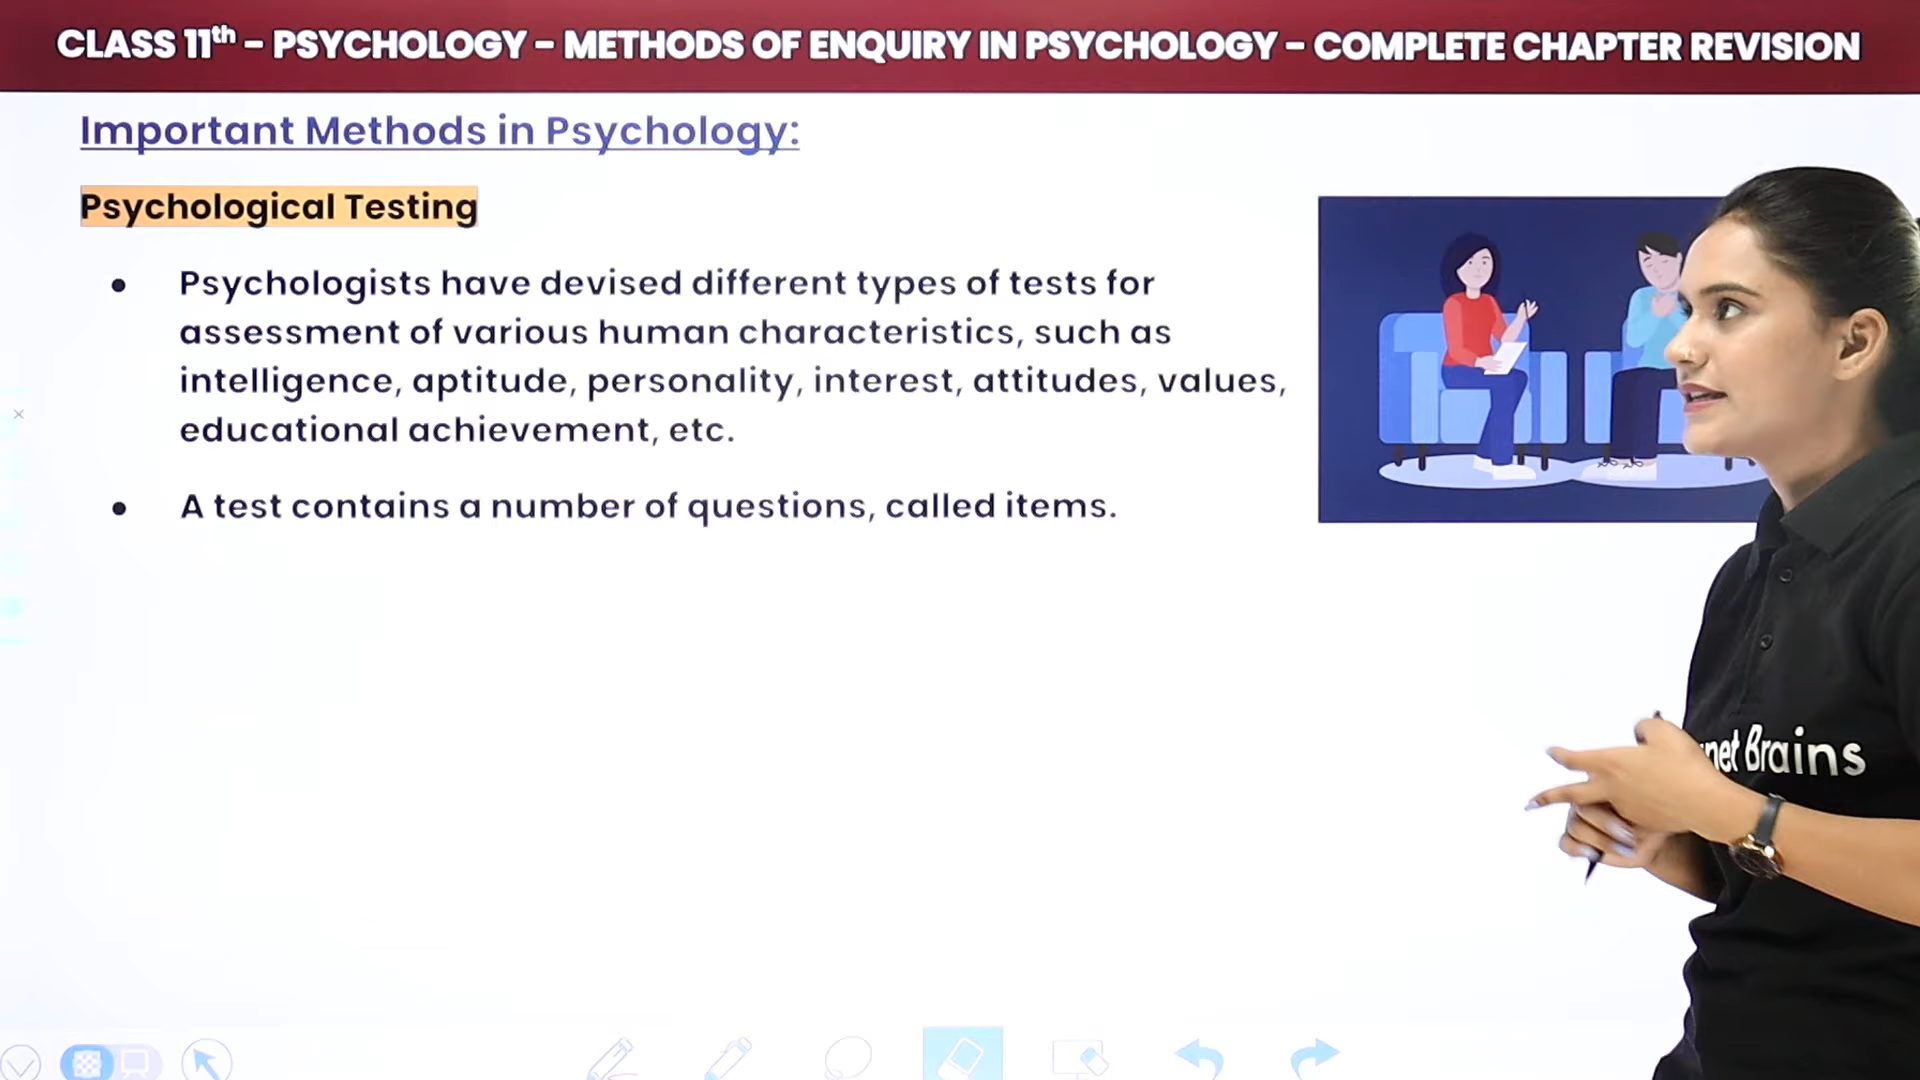 CLASS 11th – PSYCHOLOGY – METHODS OF ENQUIRY IN PSYCHOLOGY – COMPLETE CHAPTER REVISION
Important Methods in Psychology:
Psychological Testing
• Psychologists have devised different types of tests for
assessment of various human characteristics, such as
intelligence, aptitude, personality, interest, attitudes, values,
educational achievement, etc.
• A test contains a number of questions, called items.
Brains